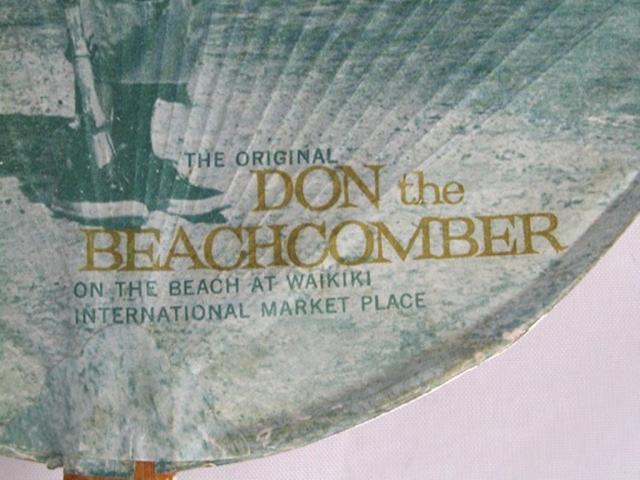 THE ORIGINAL
DON the
BEACHCOMBER
ON THE BEACH AT WAIKIKI
INTERNATIONAL MARKET PLACE